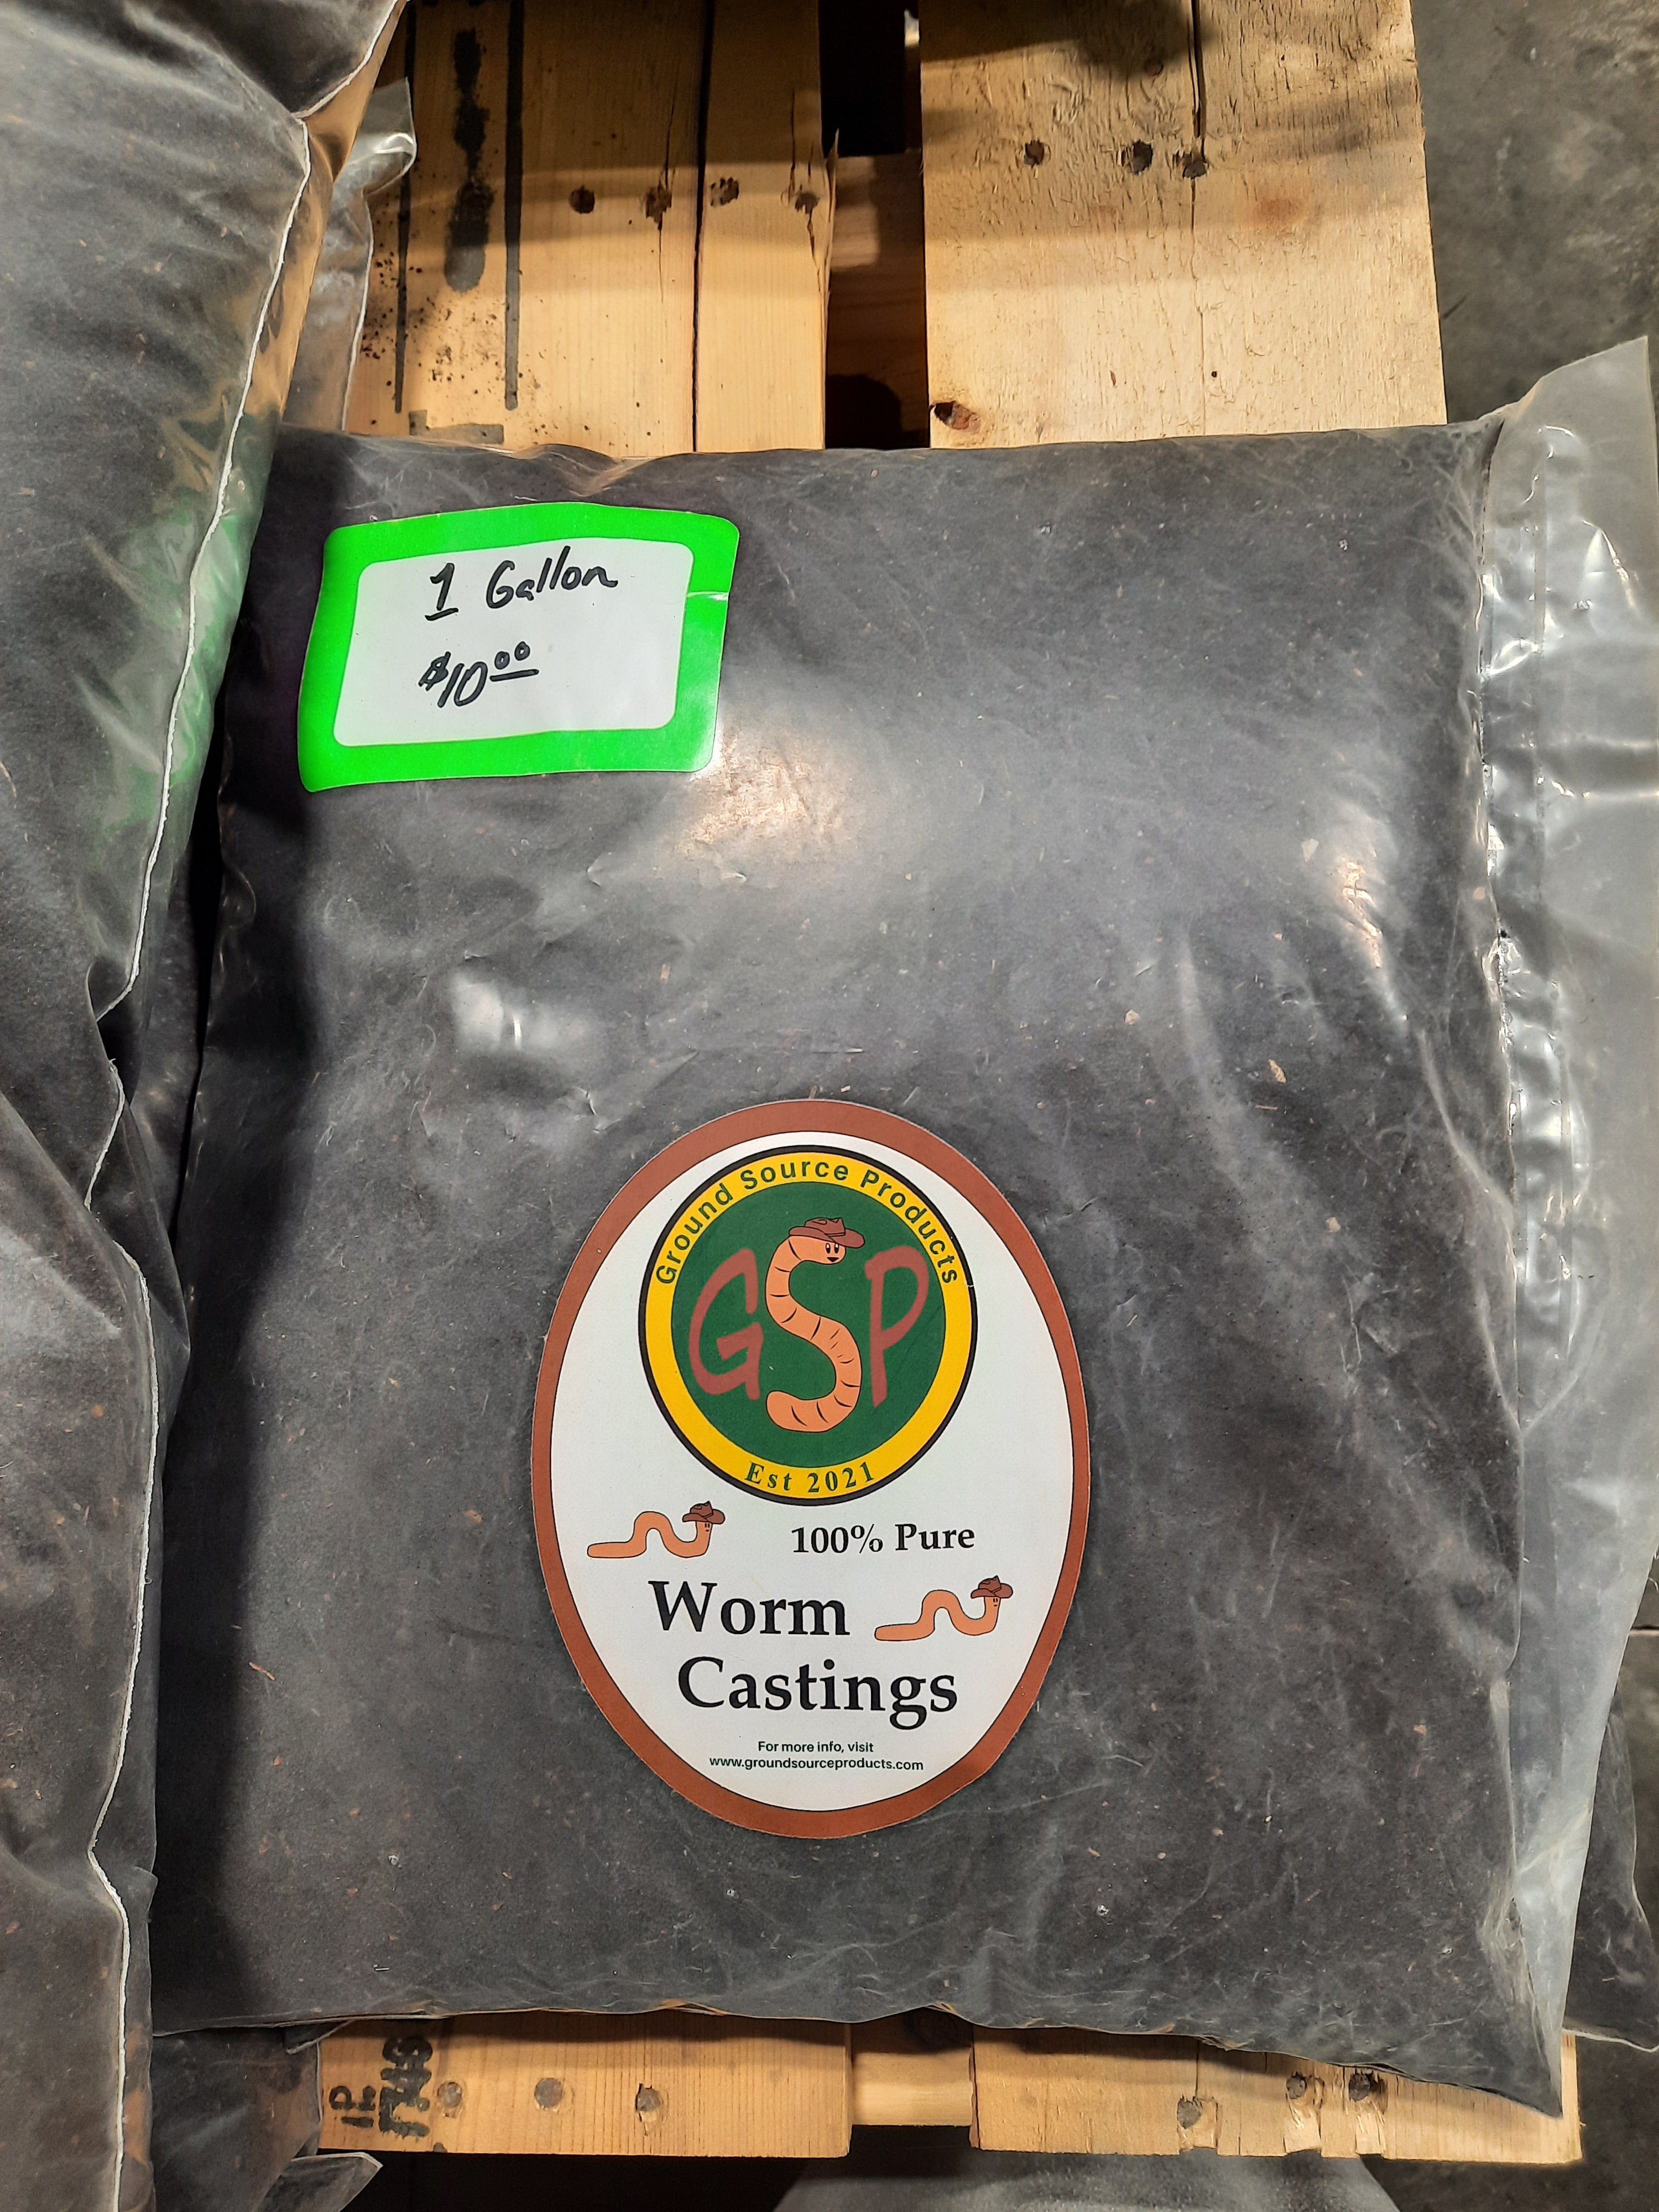 1 Gallon
$10.00
Ground Source Products
GSP
Est 2021
100% Pure
Worm
Castings
For more info, visit
www.groundsourceproducts.com